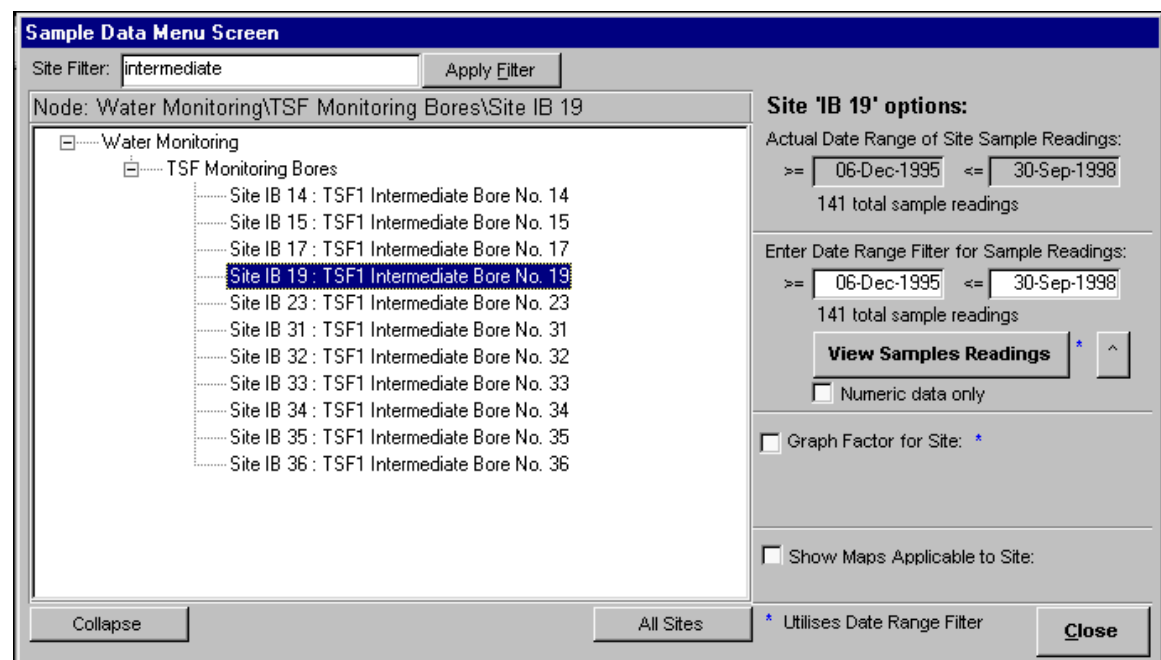 Sample Data Menu Screen
Site Filter: intermediate Apply Filter
Node: Water Monitoring\TSF Monitoring Bores\Site IB 19
Water Monitoring
TSF Monitoring Bores
Site IB 14 : TSF1 Intermediate Bore No. 14
Site IB 15 : TSF1 Intermediate Bore No. 15
Site IB 17 : TSF1 Intermediate Bore No. 17
Site IB 19 : TSF1 Intermediate Bore No. 19
Site IB 23 : TSF1 Intermediate Bore No. 23
Site IB 31 : TSF1 Intermediate Bore No. 31
Site IB 32 : TSF1 Intermediate Bore No. 32
Site IB 33 : TSF1 Intermediate Bore No. 33
Site IB 34 : TSF1 Intermediate Bore No. 34
Site IB 35 : TSF1 Intermediate Bore No. 35
Site IB 36 : TSF1 Intermediate Bore No. 36
Collapse All Sites
Site 'IB 19' options:
Actual Date Range of Site Sample Readings:
>= 06-Dec-1995 <= 30-Sep-1998
141 total sample readings
Enter Date Range Filter for Sample Readings:
>= 06-Dec-1995 <= 30-Sep-1998
141 total sample readings
View Samples Readings * ^
Numeric data only
Graph Factor for Site: *
Show Maps Applicable to Site:
* Utilises Date Range Filter
Close